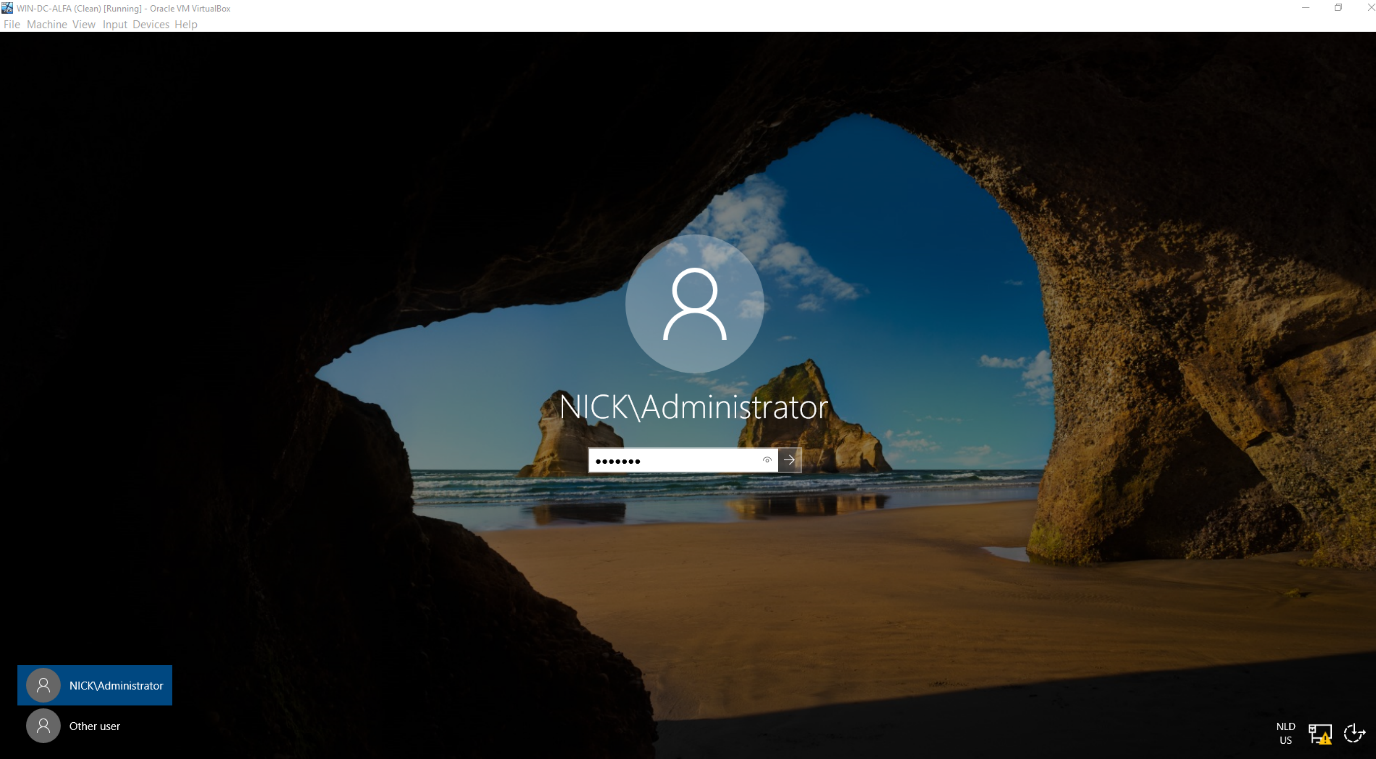 WIN-DC-ALFA (Clean) [Running] - Oracle VM VirtualBox
File Machine View Input Devices Help
NICK\Administrator
NICK\Administrator
Other user
NLD
US